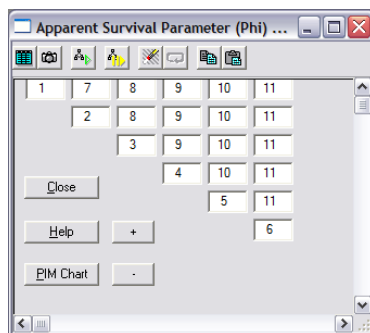 Apparent Survival Parameter (Phi) ...
1 7 8 9 10 11
2 8 9 10 11
3 9 10 11
4 10 11
Close
5 11
Help + 6
PIM Chart -